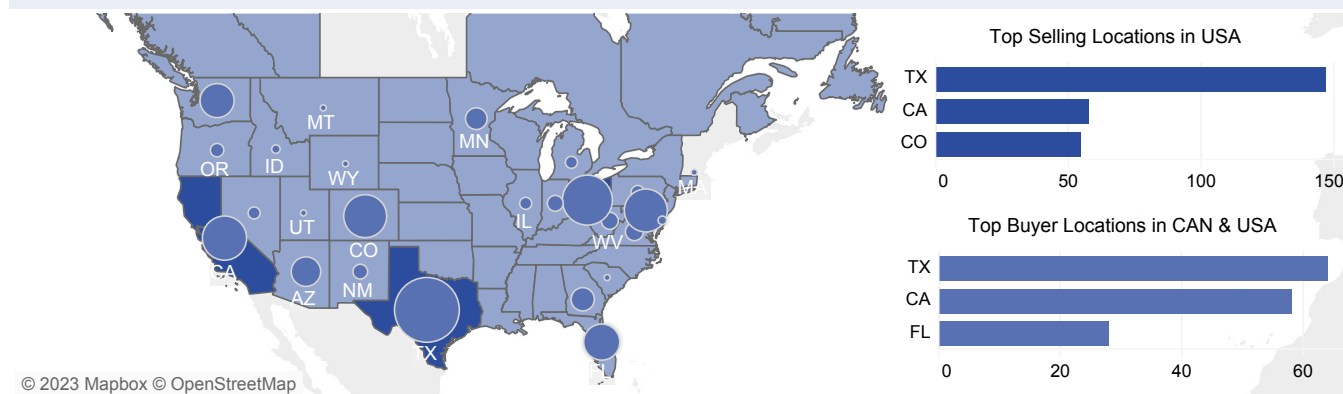 MT
MN
OR
ID
WY
MA
UT
IL
CO
WV
CA
AZ
NM
TX
FL
© 2023 Mapbox © OpenStreetMap
Top Selling Locations in USA
TX
CA
CO
0 50 100 150
Top Buyer Locations in CAN & USA
TX
CA
FL
0 20 40 60